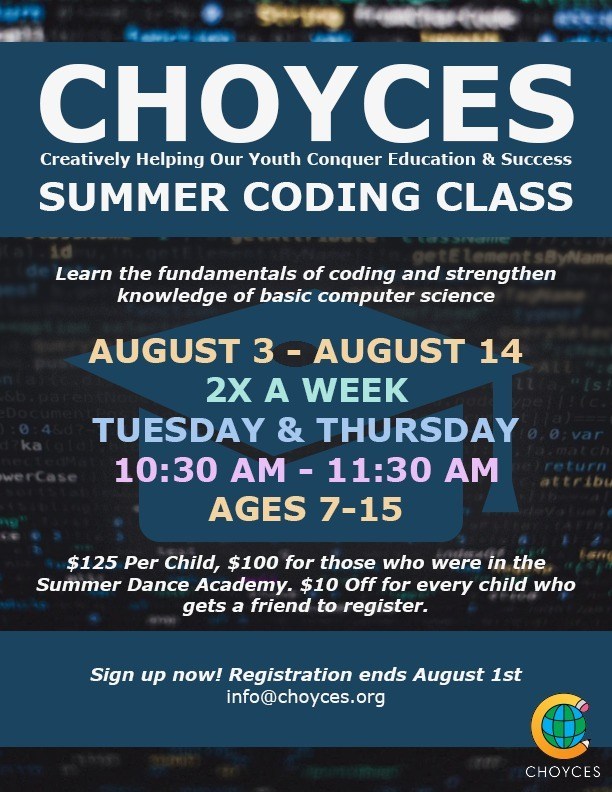 CHOYCES
Creatively Helping Our Youth Conquer Education & Success
SUMMER CODING CLASS
id
getElementsByName
Learn the fundamentals of coding and strengthen
knowledge of basic computer science
AUGUST 3 - AUGUST 14
2X A WEEK
TUESDAY & THURSDAY
10:30 AM - 11:30 AM
AGES 7-15
$125 Per Child, $100 for those who were in the
Summer Dance Academy. $10 Off for every child who
gets a friend to register.
Sign up now! Registration ends August 1st
info@choyces.org
CHOYCES